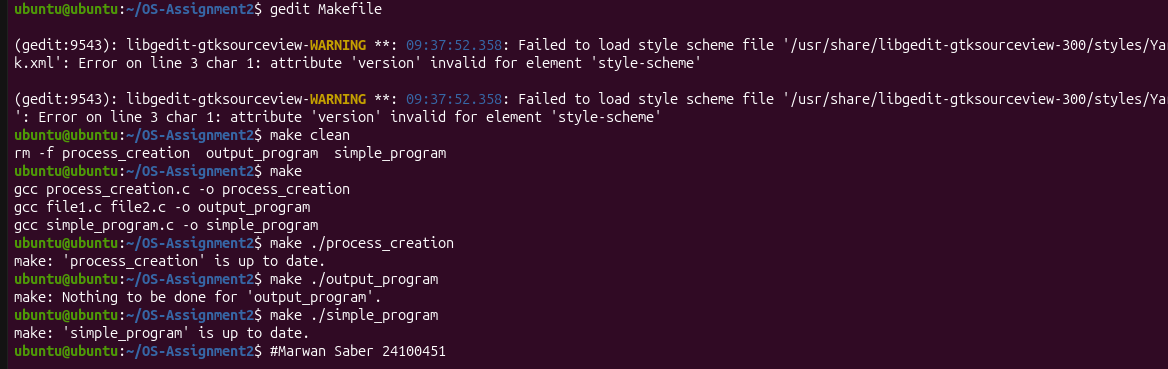 ubuntu@ubuntu:~/OS-Assignment2$ gedit Makefile
(gedit:9543): libgedit-gtksourceview-WARNING **: 09:37:52.358: Failed to load style scheme file '/usr/share/libgedit-gtksourceview-300/styles/Ya
k.xml': Error on line 3 char 1: attribute 'version' invalid for element 'style-scheme'
(gedit:9543): libgedit-gtksourceview-WARNING **: 09:37:52.358: Failed to load style scheme file '/usr/share/libgedit-gtksourceview-300/styles/Ya
': Error on line 3 char 1: attribute 'version' invalid for element 'style-scheme'
ubuntu@ubuntu:~/OS-Assignment2$ make clean
rm -f process_creation  output_program  simple_program
ubuntu@ubuntu:~/OS-Assignment2$ make
gcc process_creation.c -o process_creation
gcc file1.c file2.c -o output_program
gcc simple_program.c -o simple_program
ubuntu@ubuntu:~/OS-Assignment2$ make ./process_creation
make: 'process_creation' is up to date.
ubuntu@ubuntu:~/OS-Assignment2$ make ./output_program
make: Nothing to be done for 'output_program'.
ubuntu@ubuntu:~/OS-Assignment2$ make ./simple_program
make: 'simple_program' is up to date.
ubuntu@ubuntu:~/OS-Assignment2$ #Marwan Saber 24100451